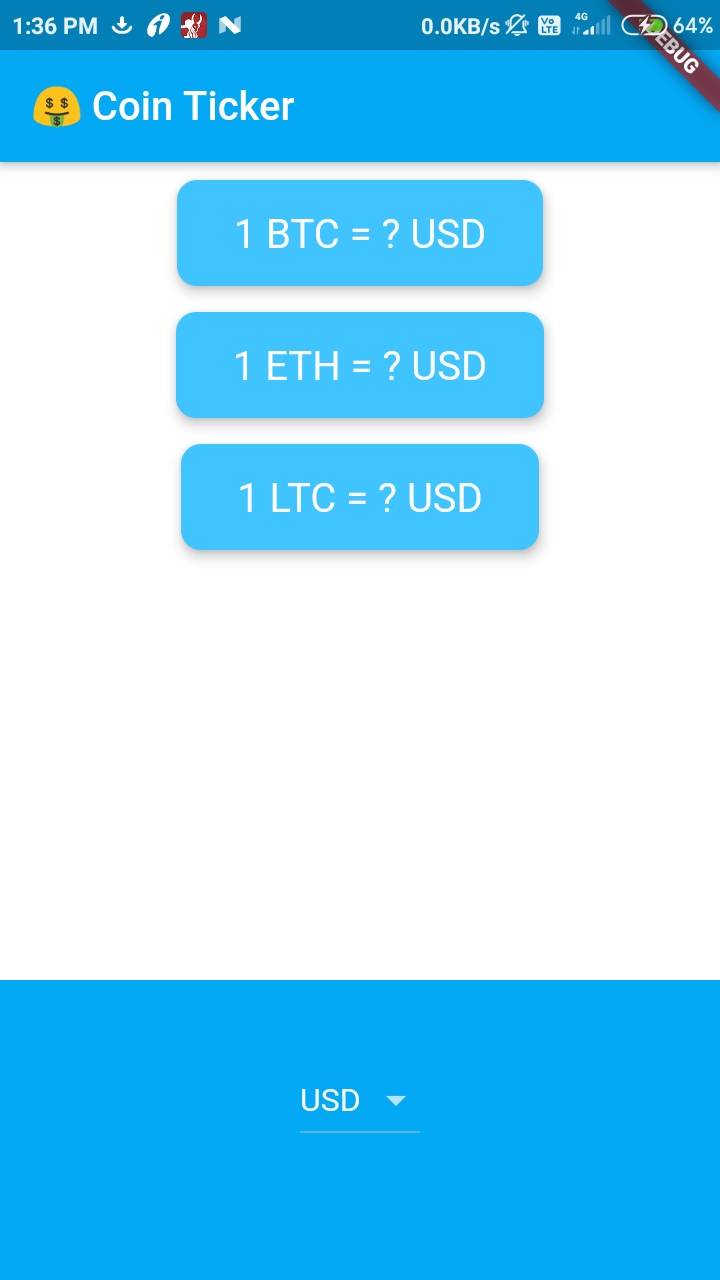 1:36 PM 0.0KB/s Vo LTE 4G 64%
DEBUG
🤑 Coin Ticker
1 BTC = ? USD
1 ETH = ? USD
1 LTC = ? USD
USD